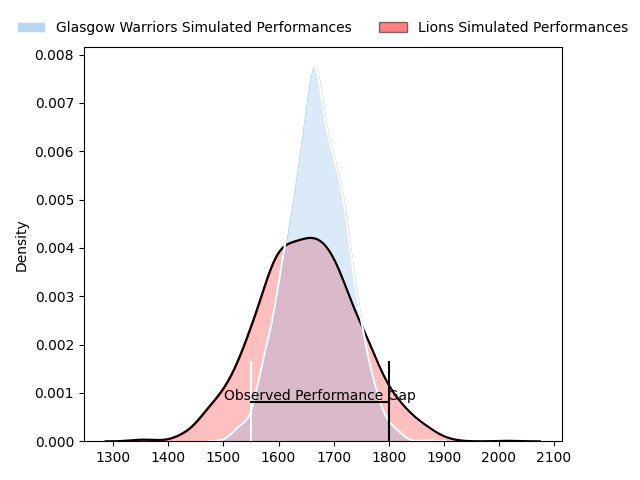 Glasgow Warriors Simulated Performances
Lions Simulated Performances
0.008
0.007
0.006
0.005
0.004
0.003
0.002
0.001
0.000
Density
Observed Performance Gap
1300 1400 1500 1600 1700 1800 1900 2000 2100